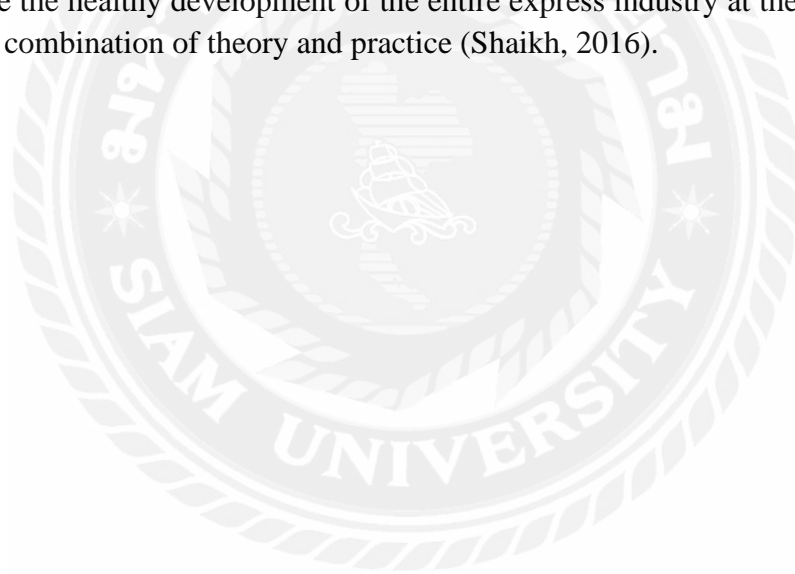 e the healthy development of the entire express industry at the
combination of theory and practice (Shaikh, 2016).
SIAM UNIVERSITY